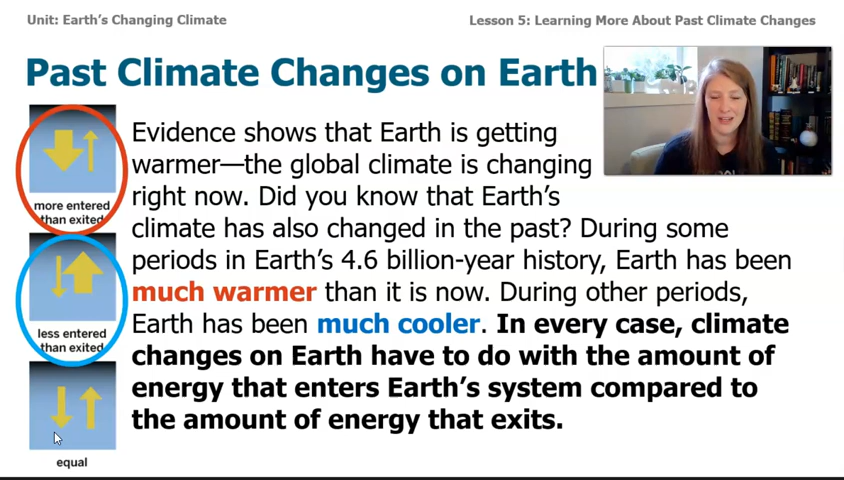 Unit: Earth's Changing Climate
Lesson 5: Learning More About Past Climate Changes
Past Climate Changes on Earth
more entered
than exited
less entered
than exited
equal
Evidence shows that Earth is getting
warmer—the global climate is changing
right now. Did you know that Earth's
climate has also changed in the past? During some
periods in Earth's 4.6 billion-year history, Earth has been
much warmer than it is now. During other periods,
Earth has been much cooler. In every case, climate
changes on Earth have to do with the amount of
energy that enters Earth's system compared to
the amount of energy that exits.